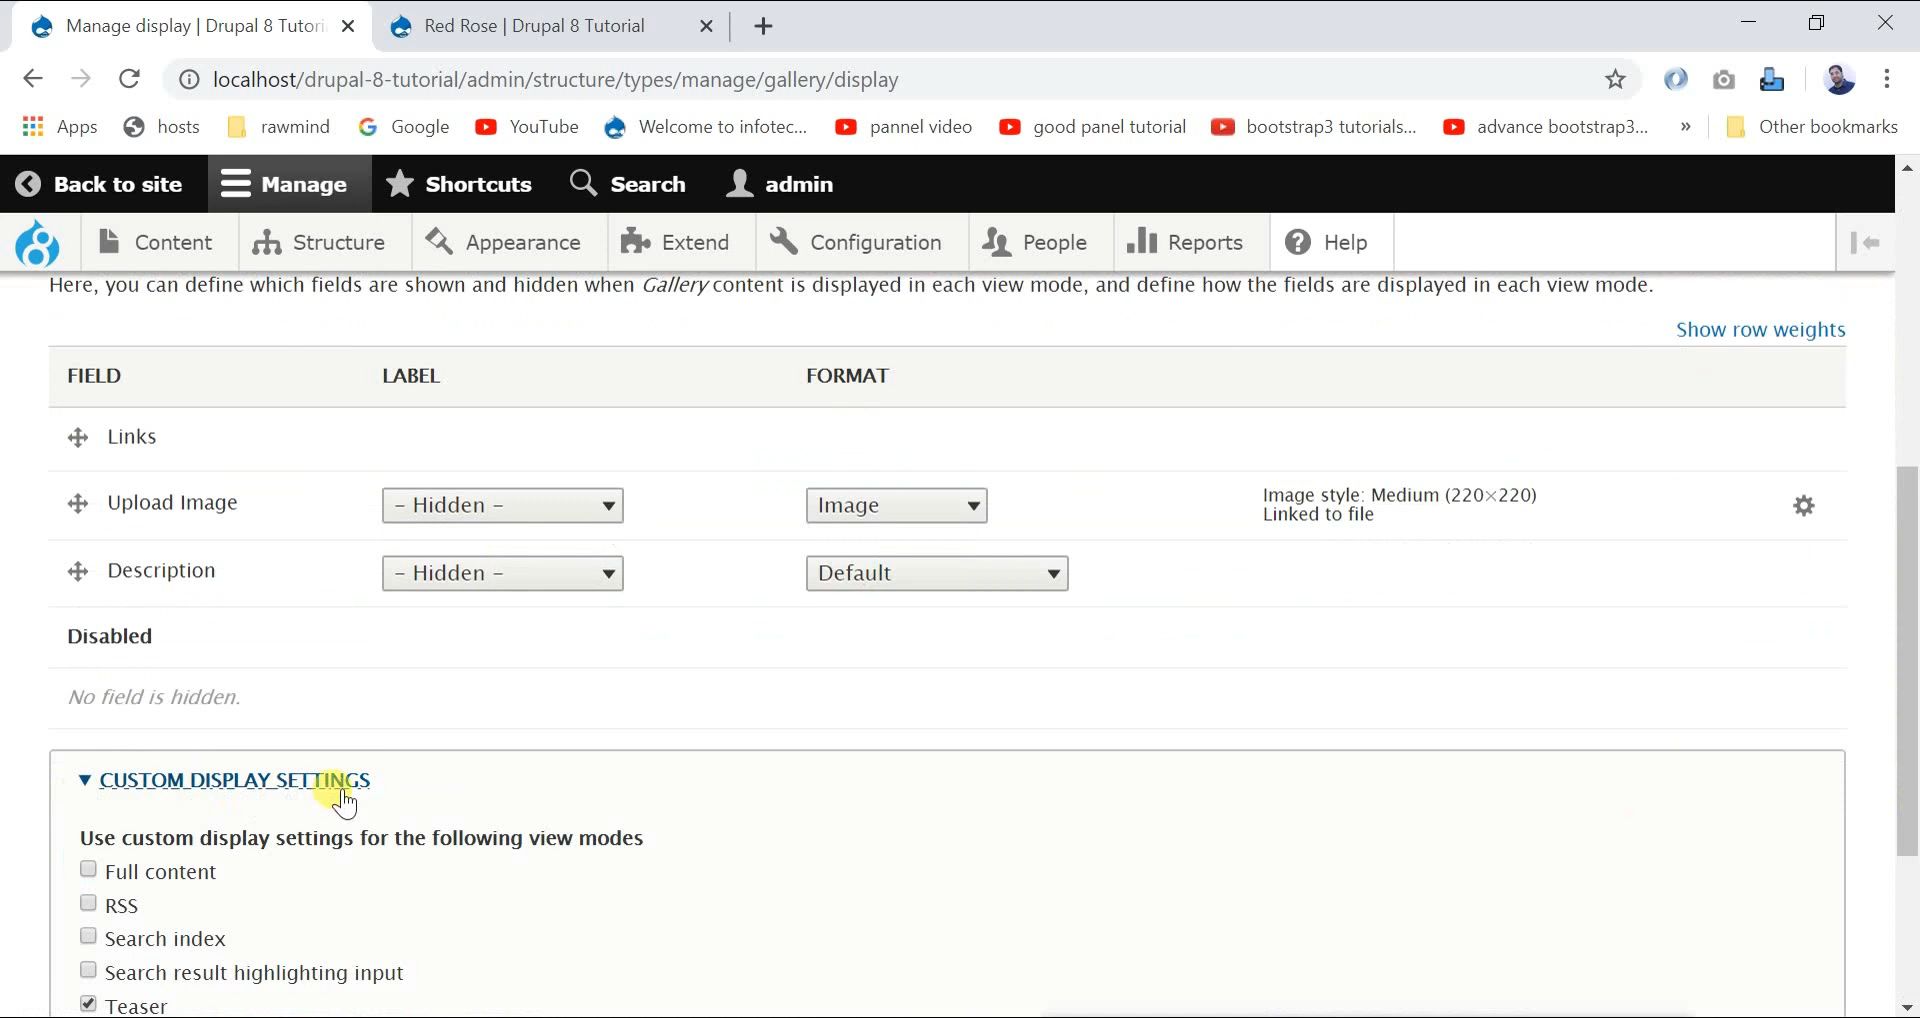 Manage display | Drupal 8 Tutori
Red Rose | Drupal 8 Tutorial
localhost/drupal-8-tutorial/admin/structure/types/manage/gallery/display
Apps hosts rawmind Google YouTube Welcome to infotec... pannel video good panel tutorial bootstrap3 tutorials... advance bootstrap3... » Other bookmarks
Back to site Manage Shortcuts Search admin
Content Structure Appearance Extend Configuration People Reports Help
Here, you can define which fields are shown and hidden when Gallery content is displayed in each view mode, and define how the fields are displayed in each view mode.
Show row weights
FIELD LABEL FORMAT
Links
Upload Image - Hidden - Image Image style: Medium (220×220)
Linked to file
Description - Hidden - Default
Disabled
No field is hidden.
CUSTOM DISPLAY SETTINGS
Use custom display settings for the following view modes
Full content
RSS
Search index
Search result highlighting input
Teaser